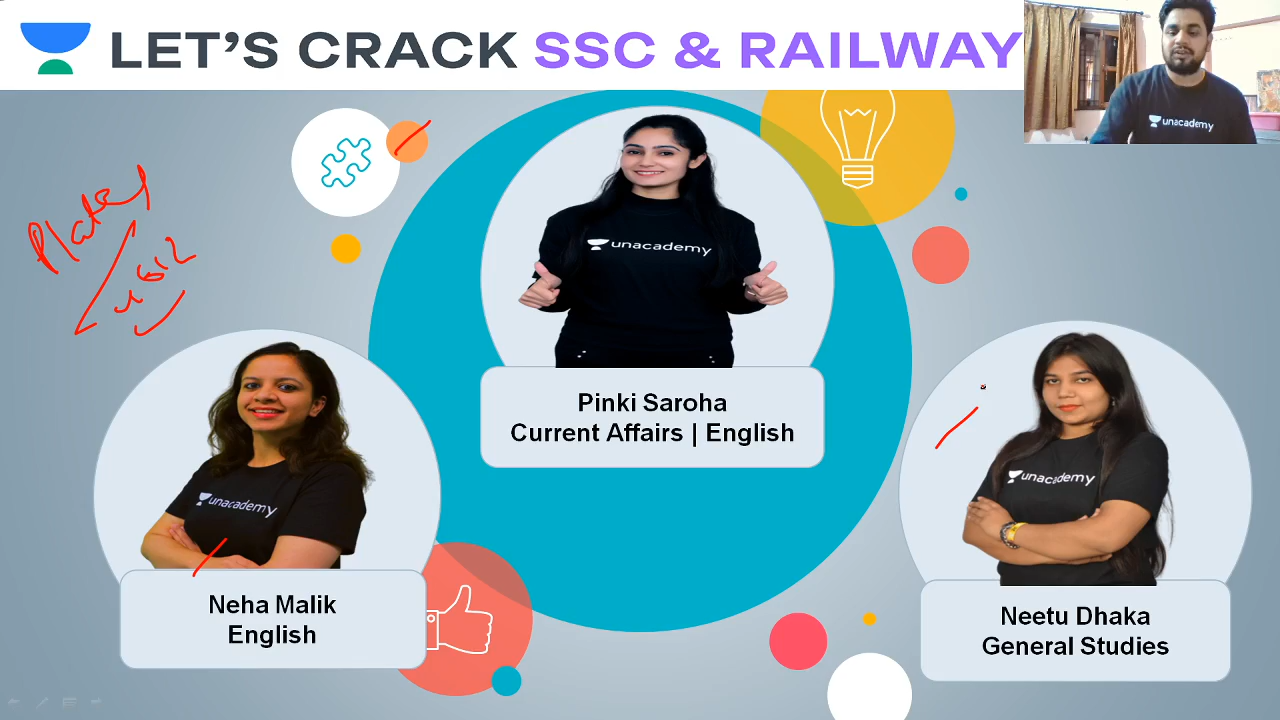 LET'S CRACK SSC & RAILWAY
unacademy
unacademy
Pinki Saroha
Current Affairs | English
unacademy
Neha Malik
English
unacademy
Neetu Dhaka
General Studies